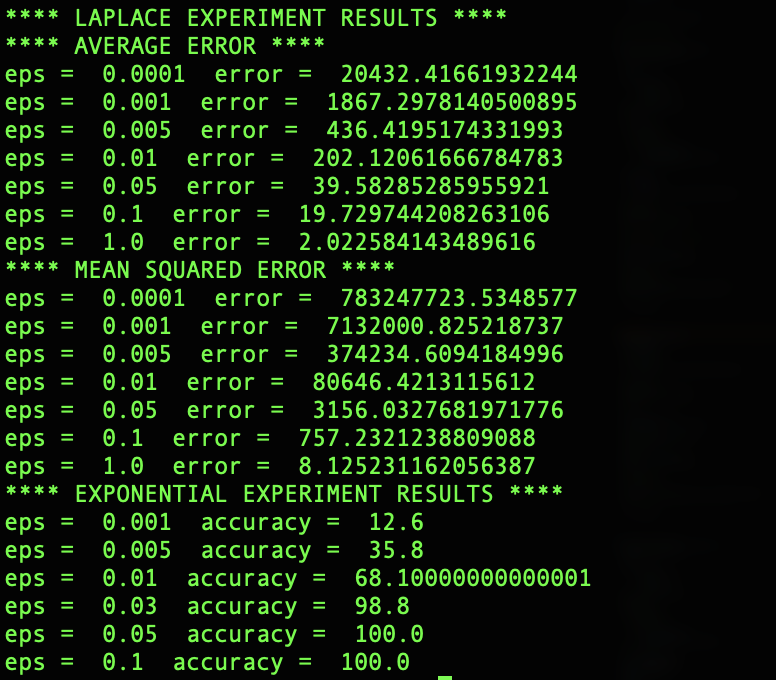 **** LAPLACE EXPERIMENT RESULTS ****
**** AVERAGE ERROR ****
eps =  0.0001  error =  20432.41661932244
eps =  0.001  error =  1867.2978140500895
eps =  0.005  error =  436.4195174331993
eps =  0.01  error =  202.12061666784783
eps =  0.05  error =  39.58285285955921
eps =  0.1  error =  19.729744208263106
eps =  1.0  error =  2.022584143489616
**** MEAN SQUARED ERROR ****
eps =  0.0001  error =  783247723.5348577
eps =  0.001  error =  7132000.825218737
eps =  0.005  error =  374234.6094184996
eps =  0.01  error =  80646.4213115612
eps =  0.05  error =  3156.0327681971776
eps =  0.1  error =  757.2321238809088
eps =  1.0  error =  8.125231162056387
**** EXPONENTIAL EXPERIMENT RESULTS ****
eps =  0.001  accuracy =  12.6
eps =  0.005  accuracy =  35.8
eps =  0.01  accuracy =  68.10000000000001
eps =  0.03  accuracy =  98.8
eps =  0.05  accuracy =  100.0
eps =  0.1  accuracy =  100.0